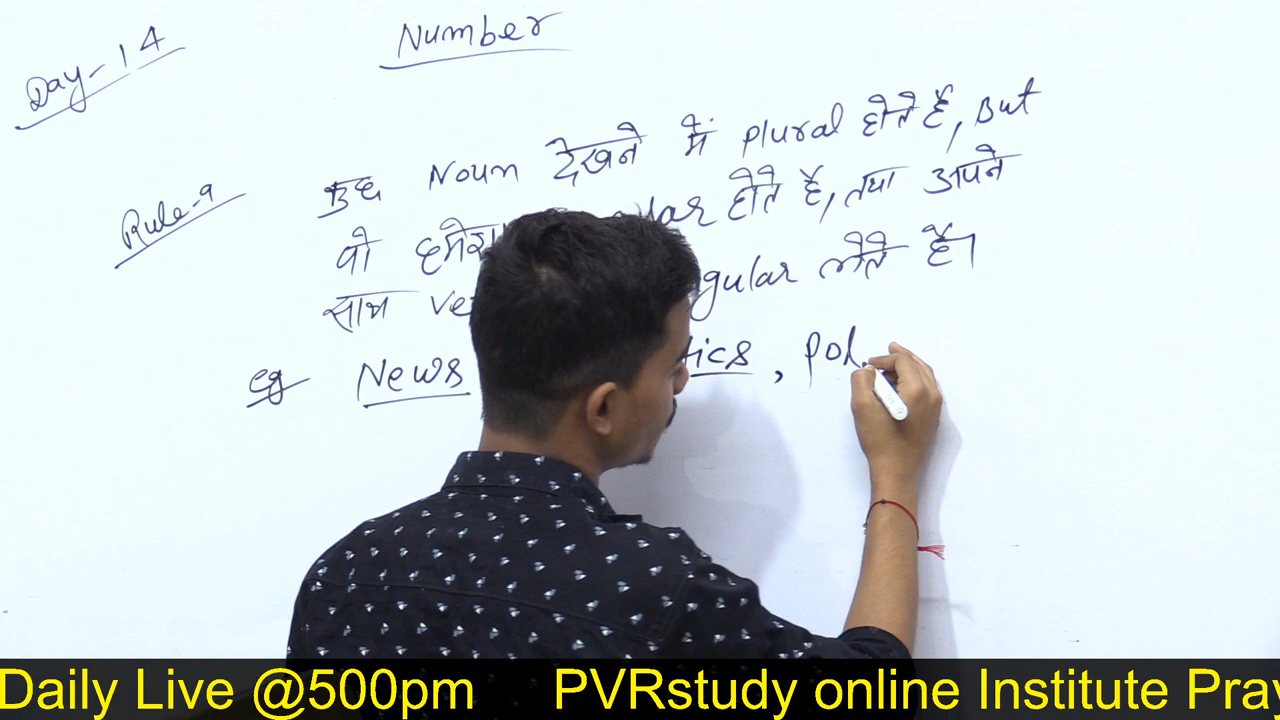 Day-14
Number
Rule-9
कुछ Noun देखने में plural होते हैं, But
वो होते हैं, तथा अपने
साथ लेते हैं।
eg News , Pol
Daily Live @500pm PVRstudy online Institute Prav